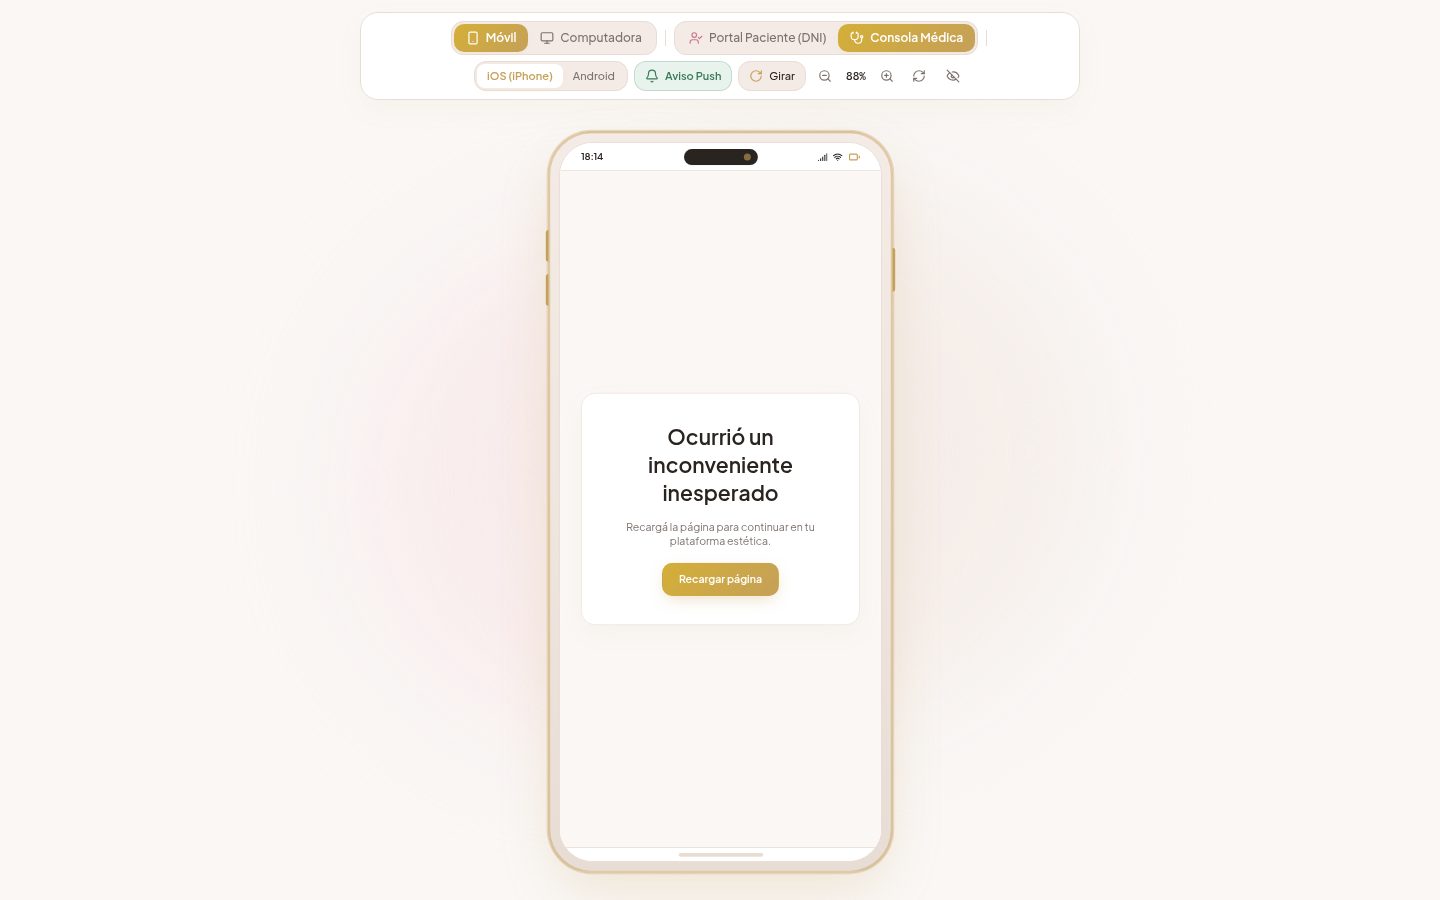 Móvil Computadora Portal Paciente (DNI) Consola Médica
iOS (iPhone) Android Aviso Push Girar 88%
18:14
Ocurrió un
inconveniente
inesperado
Recargá la página para continuar en tu
plataforma estética.
Recargar página